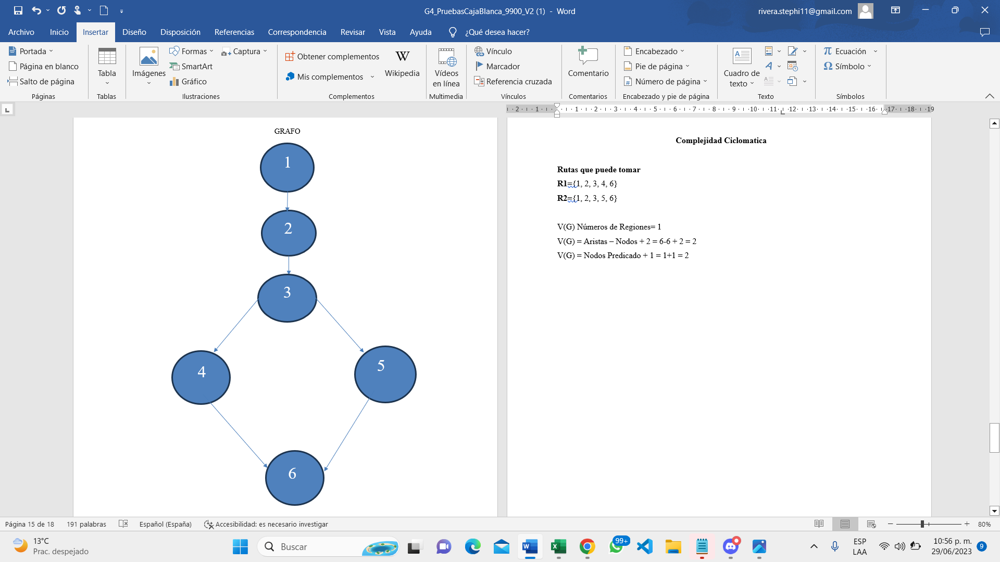 G4_PruebasCajaBlanca_9900_V2 (1) - Word
rivera.stephi11@gmail.com
Archivo Inicio Insertar Diseño Disposición Referencias Correspondencia Revisar Vista Ayuda ¿Qué desea hacer?
Portada
Página en blanco
Salto de página
Páginas
Tabla
Tablas
Imágenes
Formas
SmartArt
Gráfico
Captura
Ilustraciones
Obtener complementos
Mis complementos
Wikipedia
Complementos
Vídeos
en línea
Multimedia
Vínculo
Marcador
Referencia cruzada
Vínculos
Comentario
Comentarios
Encabezado
Pie de página
Número de página
Encabezado y pie de página
Cuadro de
texto
Texto
Ecuación
Símbolo
Símbolos
2 1 1 2 3 4 5 6 7 8 9 10 11 12 13 14 15 16 17 18 19
GRAFO
1
2
3
4
5
6
Complejidad Ciclomatica
Rutas que puede tomar
R1={1, 2, 3, 4, 6}
R2={1, 2, 3, 5, 6}
V(G) Números de Regiones= 1
V(G) = Aristas – Nodos + 2 = 6-6 + 2 = 2
V(G) = Nodos Predicado + 1 = 1+1 = 2
Página 15 de 18 191 palabras Español (España) Accesibilidad: es necesario investigar
80%
13°C
Prac. despejado
Buscar
99+
ESP
LAA
10:56 p. m.
29/06/2023
9